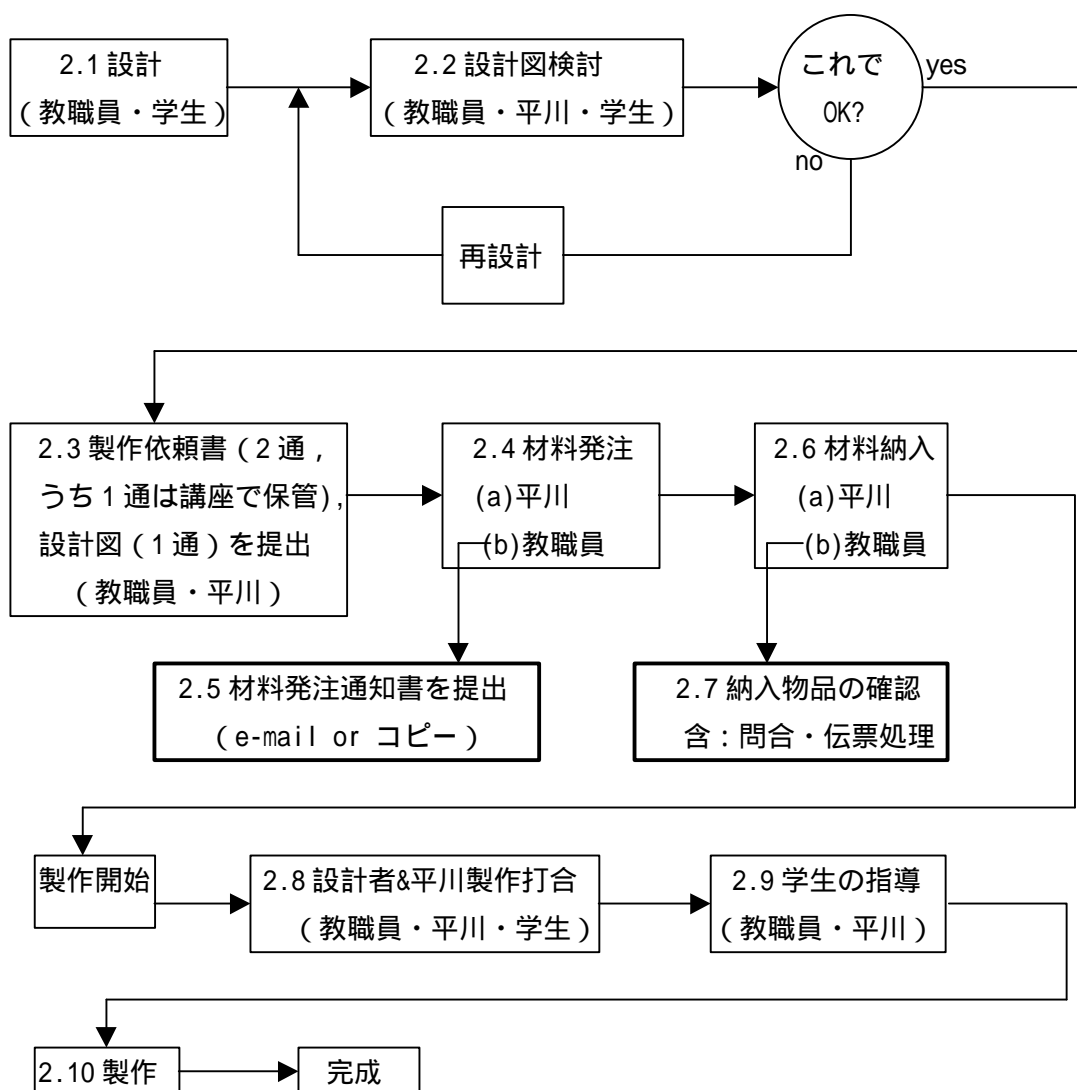 2.1 設計
（教職員・学生）
2.2 設計図検討
（教職員・平川・学生）
これで
OK?
yes
no
再設計
2.3 製作依頼書（2通，
うち1通は講座で保管），
設計図（1通）を提出
（教職員・平川）
2.4 材料発注
(a)平川
(b)教職員
2.6 材料納入
(a)平川
(b)教職員
2.5 材料発注通知書を提出
（e-mail or コピー）
2.7 納入物品の確認
含：問合・伝票処理
製作開始
2.8 設計者&平川製作打合
（教職員・平川・学生）
2.9 学生の指導
（教職員・平川）
2.10 製作
完成